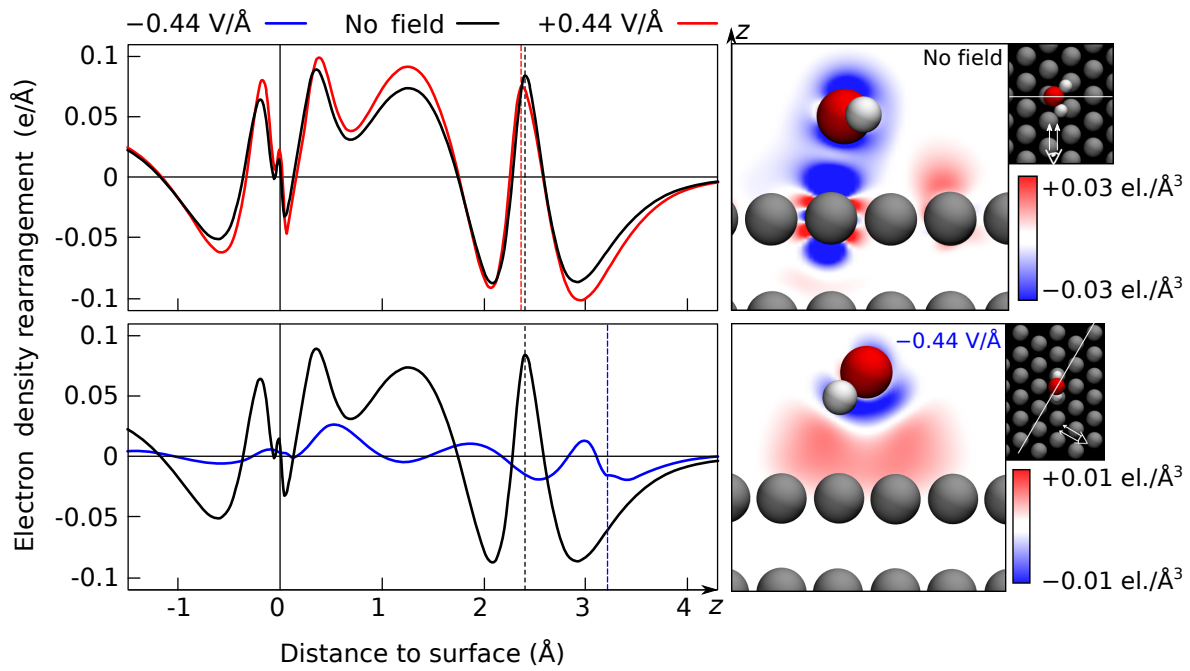 −0.44 V/Å No field +0.44 V/Å
Electron density rearrangement (e/Å)
0.1
0.05
0
-0.05
-0.1
0.1
0.05
0
-0.05
-0.1
-1 0 1 2 3 4 z
Distance to surface (Å)
z
No field
+0.03 el./Å³
−0.03 el./Å³
−0.44 V/Å
+0.01 el./Å³
−0.01 el./Å³